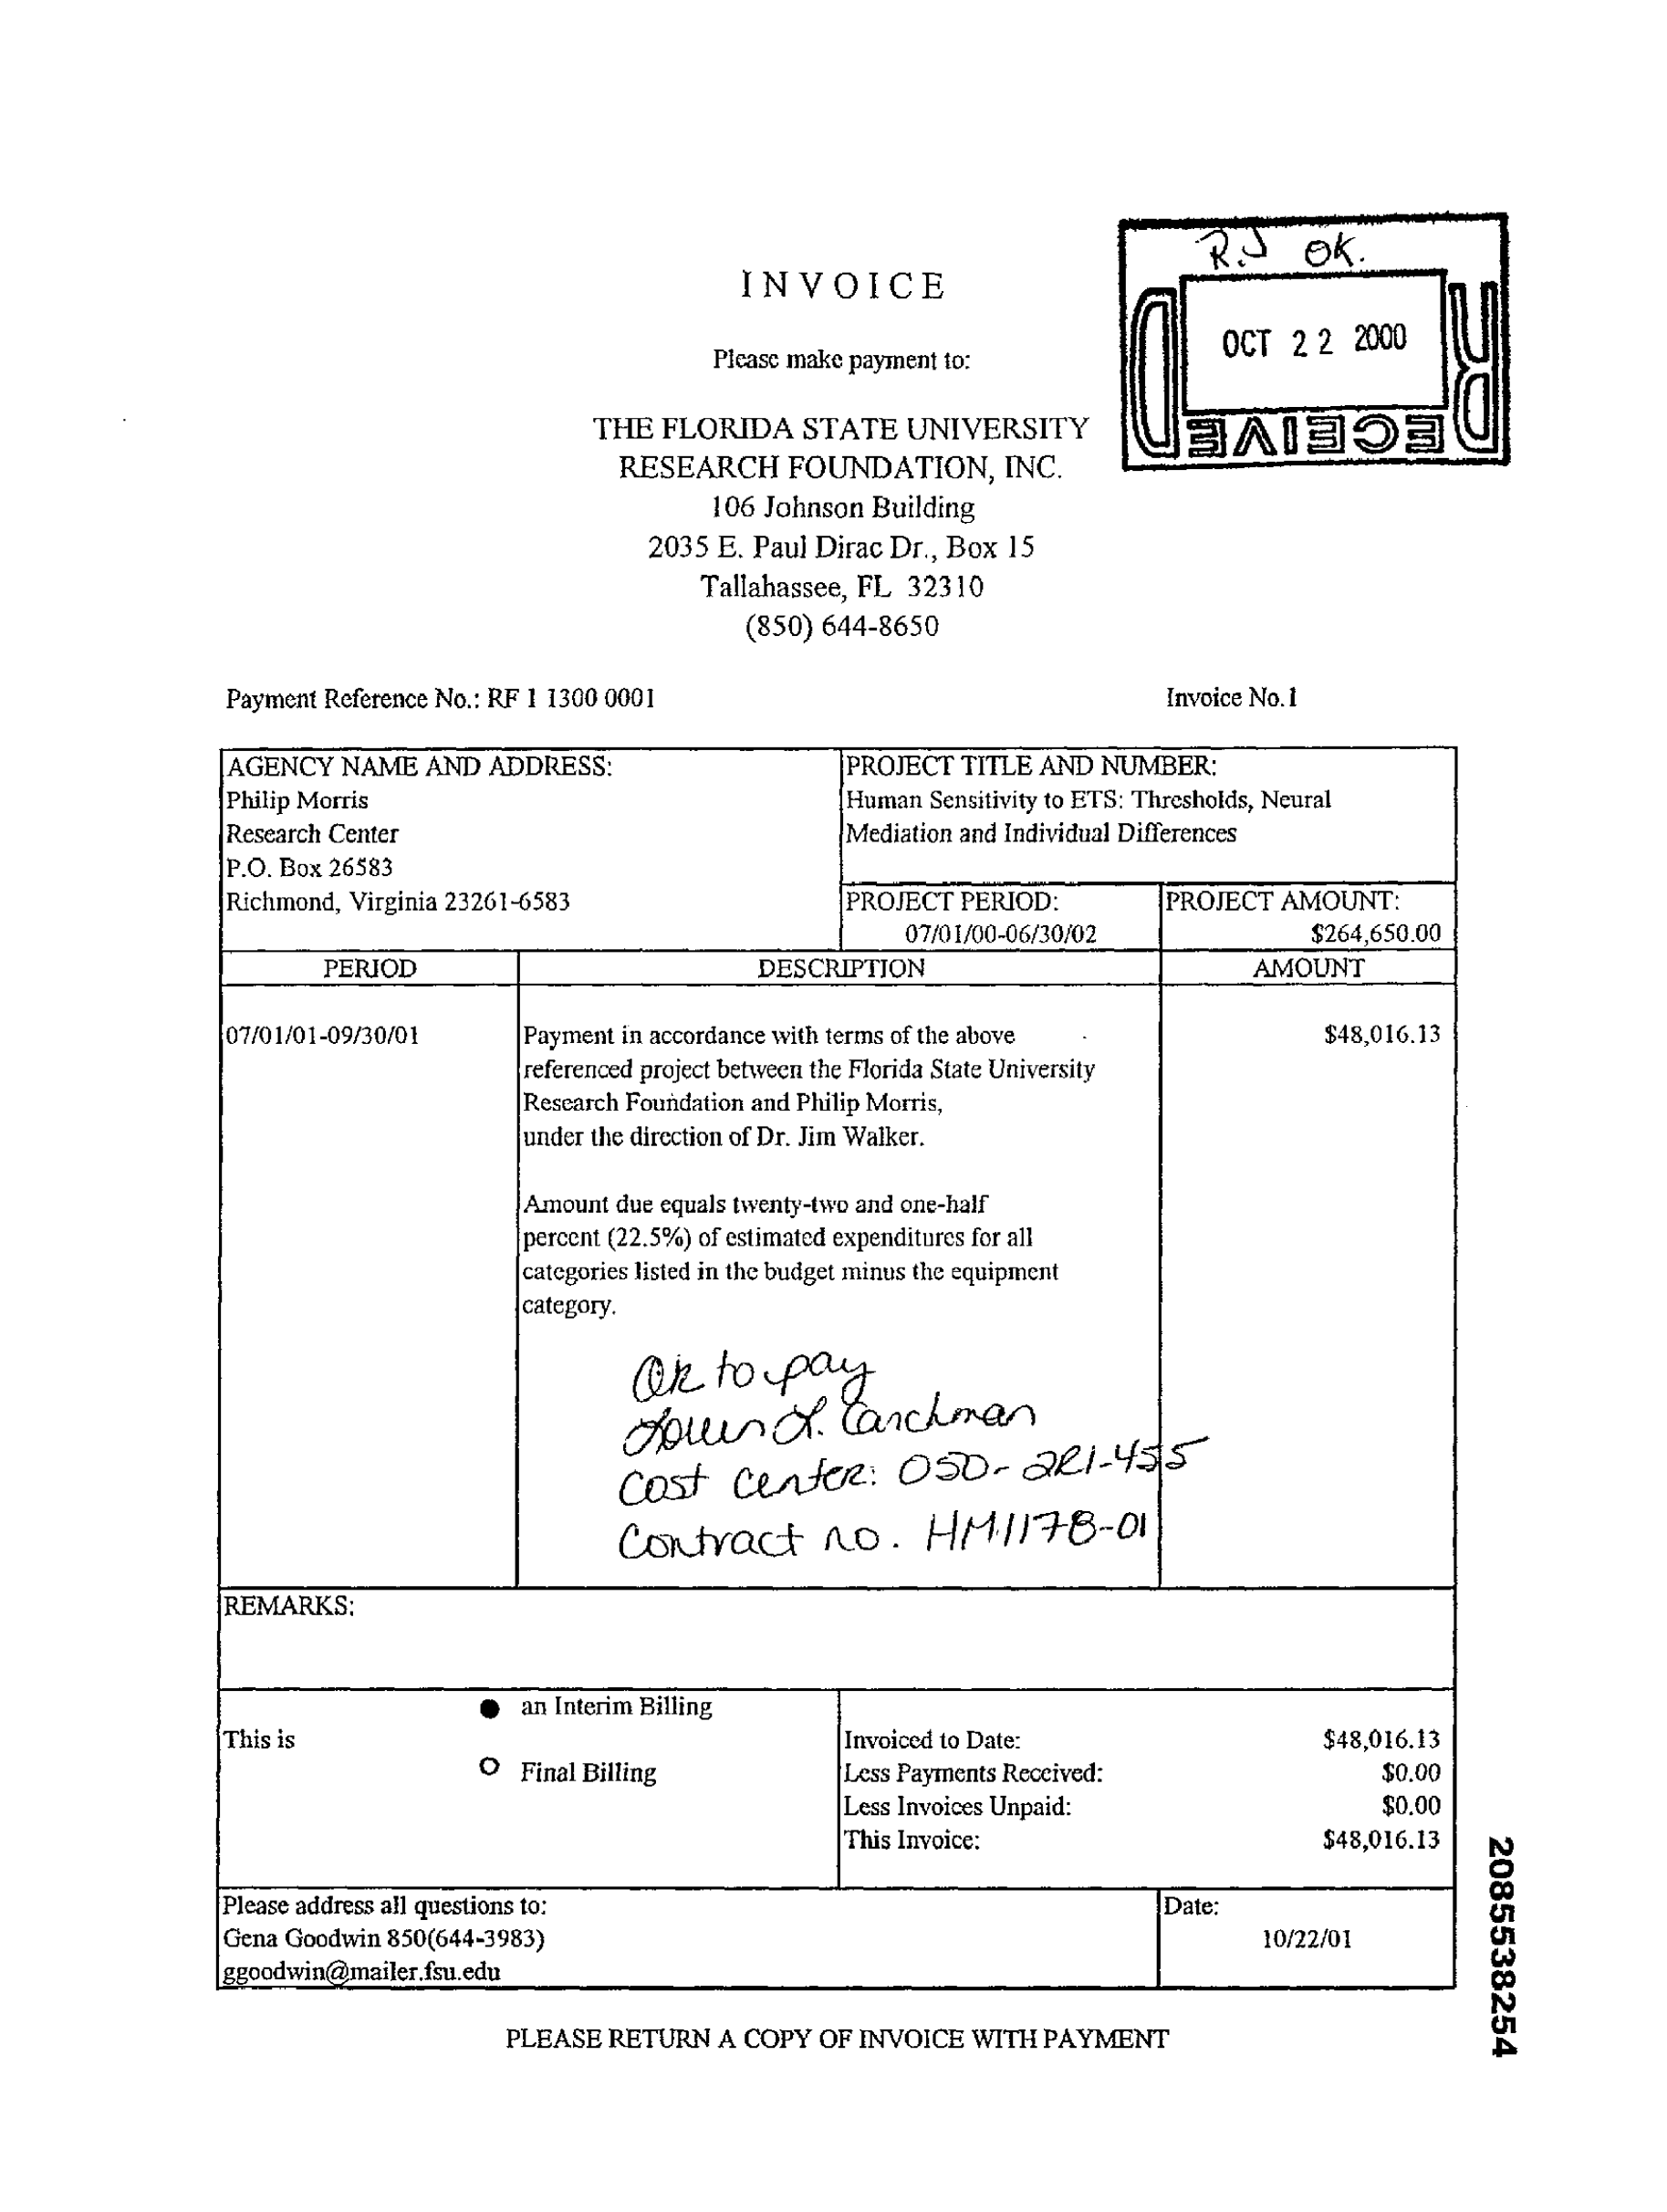 R.J OK.
OCT 22 2000
RECEIVED
INVOICE
Please make payment to:
THE FLORIDA STATE UNIVERSITY
RESEARCH FOUNDATION, INC.
106 Johnson Building
2035 E. Paul Dirac Dr., Box 15
Tallahassee, FL 32310
(850) 644-8650
Payment Reference No.: RF 1 1300 0001 Invoice No. 1
AGENCY NAME AND ADDRESS:
Philip Morris
Research Center
P.O. Box 26583
Richmond, Virginia 23261-6583
PROJECT TITLE AND NUMBER:
Human Sensitivity to ETS: Thresholds, Neural
Mediation and Individual Differences
PROJECT PERIOD:
07/01/00-06/30/02
PROJECT AMOUNT:
$264,650.00
PERIOD DESCRIPTION AMOUNT
07/01/01-09/30/01
Payment in accordance with terms of the above
referenced project between the Florida State University
Research Foundation and Philip Morris,
under the direction of Dr. Jim Walker.
$48,016.13
Amount due equals twenty-two and one-half
percent (22.5%) of estimated expenditures for all
categories listed in the budget minus the equipment
category.
Ok to pay
Cost Center: 050-2R1-455
Contract no. HM1178-01
REMARKS:
This is
an Interim Billing
Final Billing
Invoiced to Date: $48,016.13
Less Payments Received: $0.00
Less Invoices Unpaid: $0.00
This Invoice: $48,016.13
Please address all questions to:
Gena Goodwin 850(644-3983)
ggoodwin@mailer.fsu.edu
Date:
10/22/01
PLEASE RETURN A COPY OF INVOICE WITH PAYMENT
2085538254